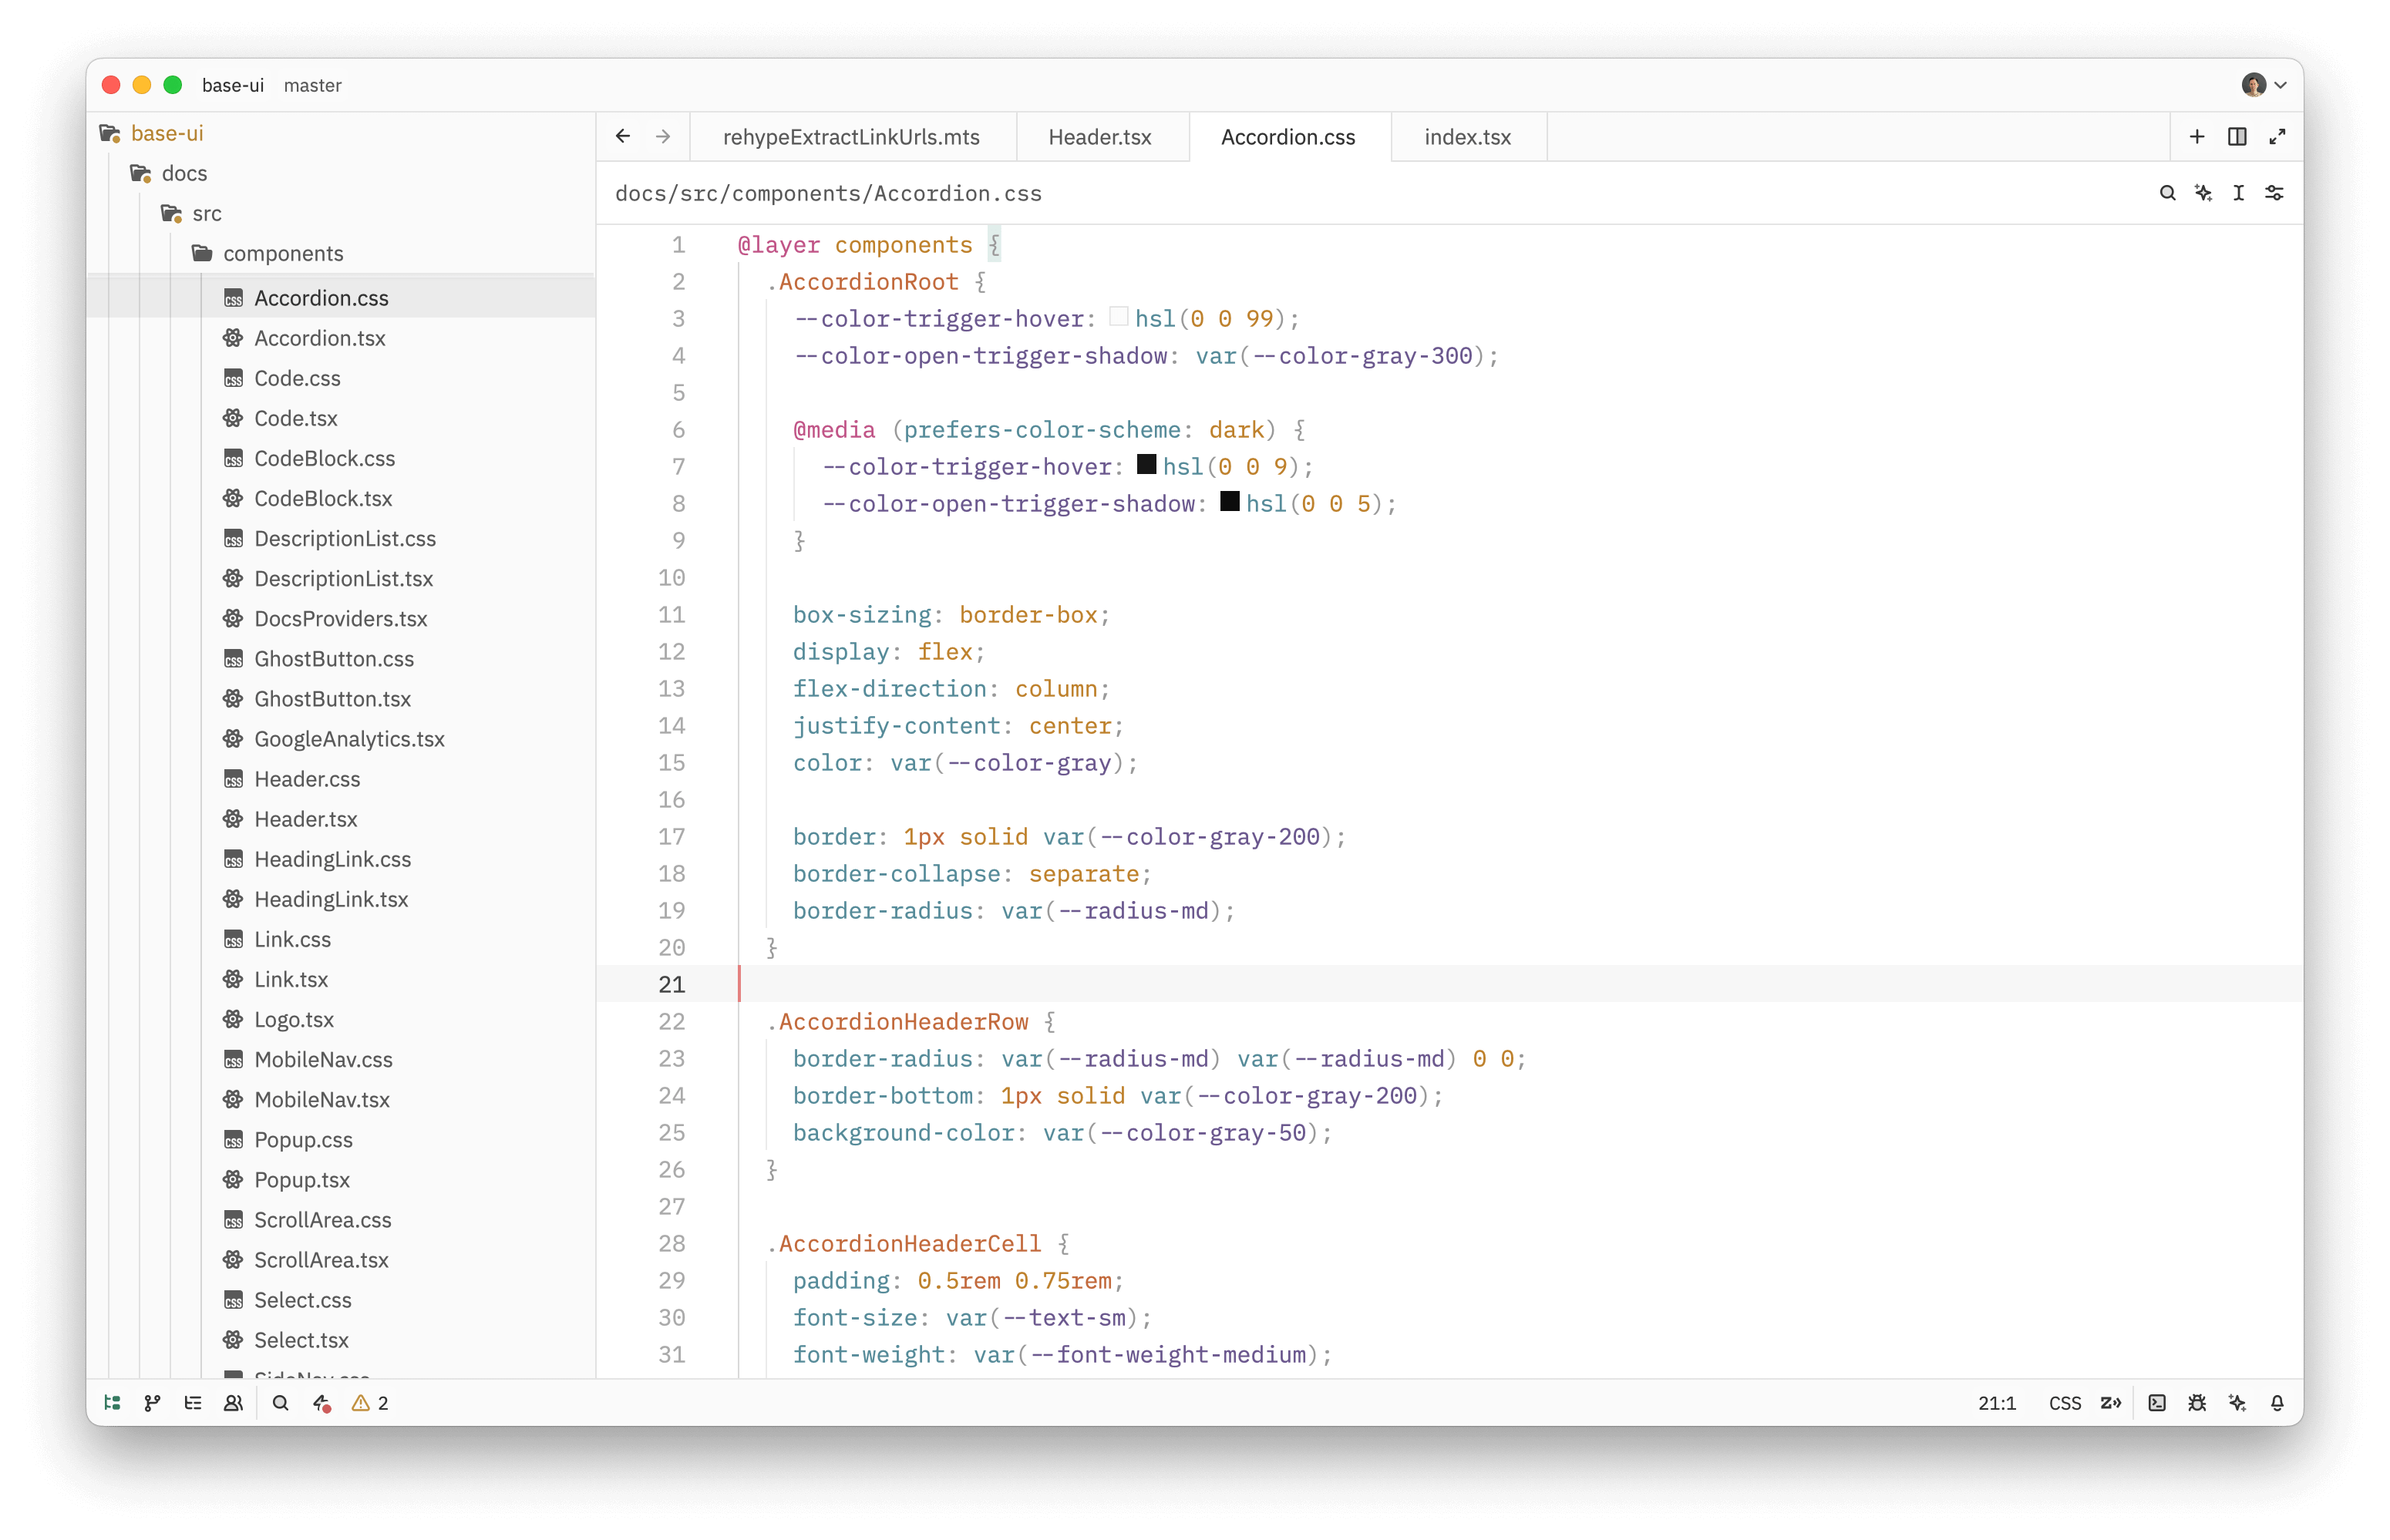 base-ui master
base-ui
docs
src
components
Accordion.css
Accordion.tsx
Code.css
Code.tsx
CodeBlock.css
CodeBlock.tsx
DescriptionList.css
DescriptionList.tsx
DocsProviders.tsx
GhostButton.css
GhostButton.tsx
GoogleAnalytics.tsx
Header.css
Header.tsx
HeadingLink.css
HeadingLink.tsx
Link.css
Link.tsx
Logo.tsx
MobileNav.css
MobileNav.tsx
Popup.css
Popup.tsx
ScrollArea.css
ScrollArea.tsx
Select.css
Select.tsx
SideNav.css
rehypeExtractLinkUrls.mts Header.tsx Accordion.css index.tsx
docs/src/components/Accordion.css
1 @layer components {
2 .AccordionRoot {
3 --color-trigger-hover: hsl(0 0 99);
4 --color-open-trigger-shadow: var(--color-gray-300);
5
6 @media (prefers-color-scheme: dark) {
7 --color-trigger-hover: hsl(0 0 9);
8 --color-open-trigger-shadow: hsl(0 0 5);
9 }
10
11 box-sizing: border-box;
12 display: flex;
13 flex-direction: column;
14 justify-content: center;
15 color: var(--color-gray);
16
17 border: 1px solid var(--color-gray-200);
18 border-collapse: separate;
19 border-radius: var(--radius-md);
20 }
21
22 .AccordionHeaderRow {
23 border-radius: var(--radius-md) var(--radius-md) 0 0;
24 border-bottom: 1px solid var(--color-gray-200);
25 background-color: var(--color-gray-50);
26 }
27
28 .AccordionHeaderCell {
29 padding: 0.5rem 0.75rem;
30 font-size: var(--text-sm);
31 font-weight: var(--font-weight-medium);
2 21:1 CSS